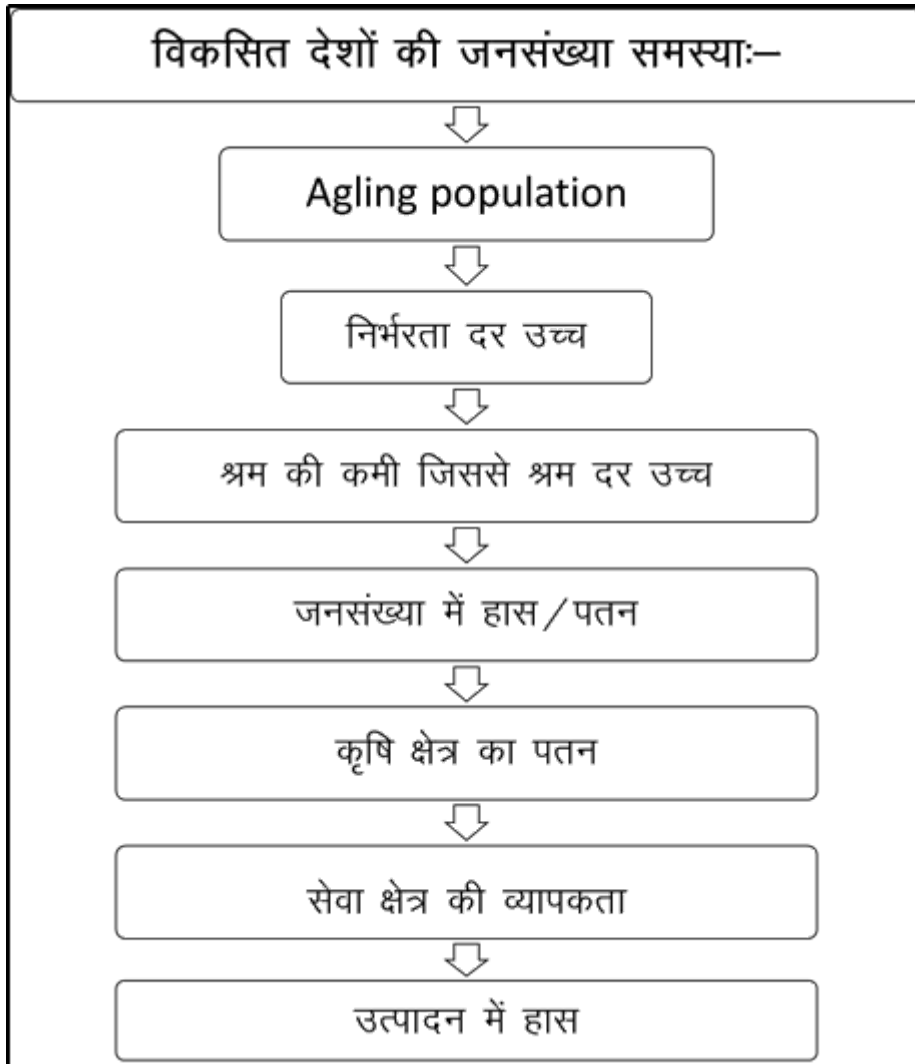 विकसित देशों की जनसंख्या समस्याः–
Agling population
निर्भरता दर उच्च
श्रम की कमी जिससे श्रम दर उच्च
जनसंख्या में हास/पतन
कृषि क्षेत्र का पतन
सेवा क्षेत्र की व्यापकता
उत्पादन में हास